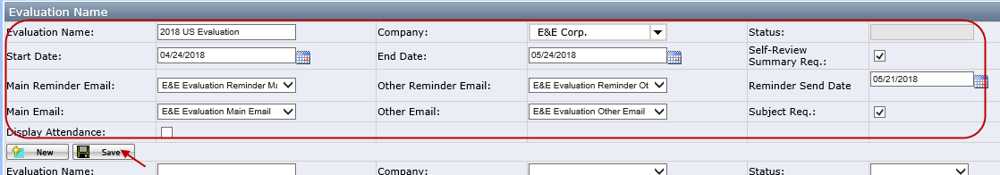 Evaluation Name
Evaluation Name: 2018 US Evaluation Company: E&E Corp. Status:
Start Date: 04/24/2018 End Date: 05/24/2018 Self-Review
Summary Req.:
Main Reminder Email: E&E Evaluation Reminder Ma Other Reminder Email: E&E Evaluation Reminder Ot Reminder Send Date 05/21/2018
Main Email: E&E Evaluation Main Email Other Email: E&E Evaluation Other Email Subject Req.:
Display Attendance:
New Save
Evaluation Name: Company: Status: